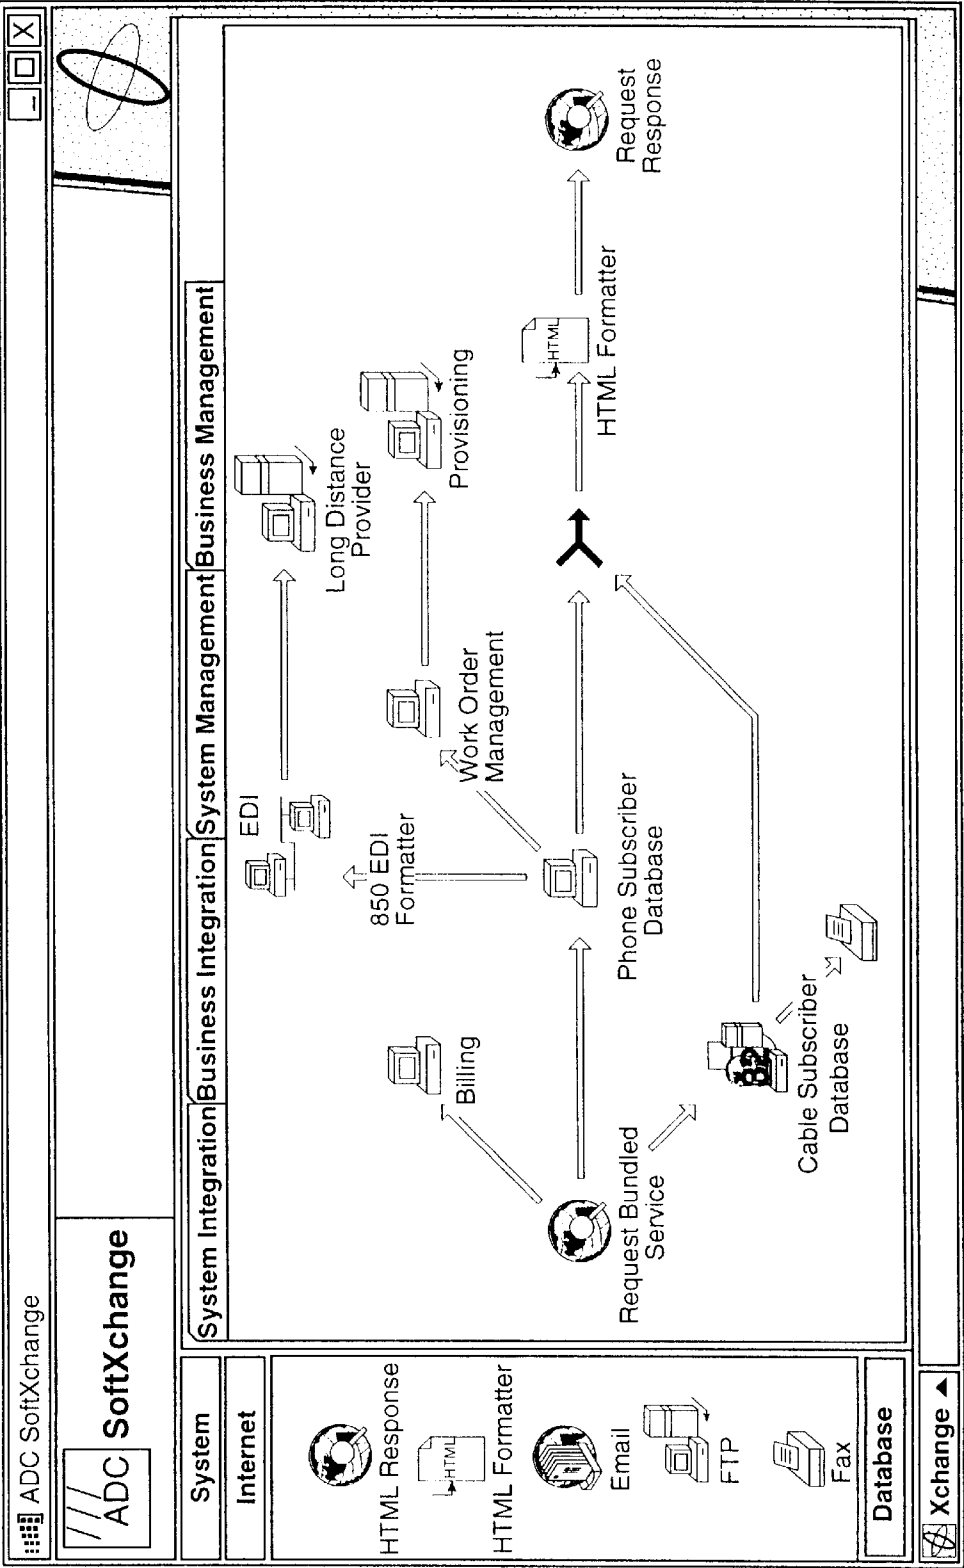 ADC SoftXchange
ADC SoftXchange
System
Internet
HTML Response
HTML
HTML Formatter
Email
FTP
Fax
Database
System Integration
Business Integration
System Management
Business Management
Request Bundled
Service
Billing
Phone Subscriber
Database
850 EDI
Formatter
EDI
Long Distance
Provider
Work Order
Management
Provisioning
Cable Subscriber
Database
HTML
HTML Formatter
Request
Response
Xchange